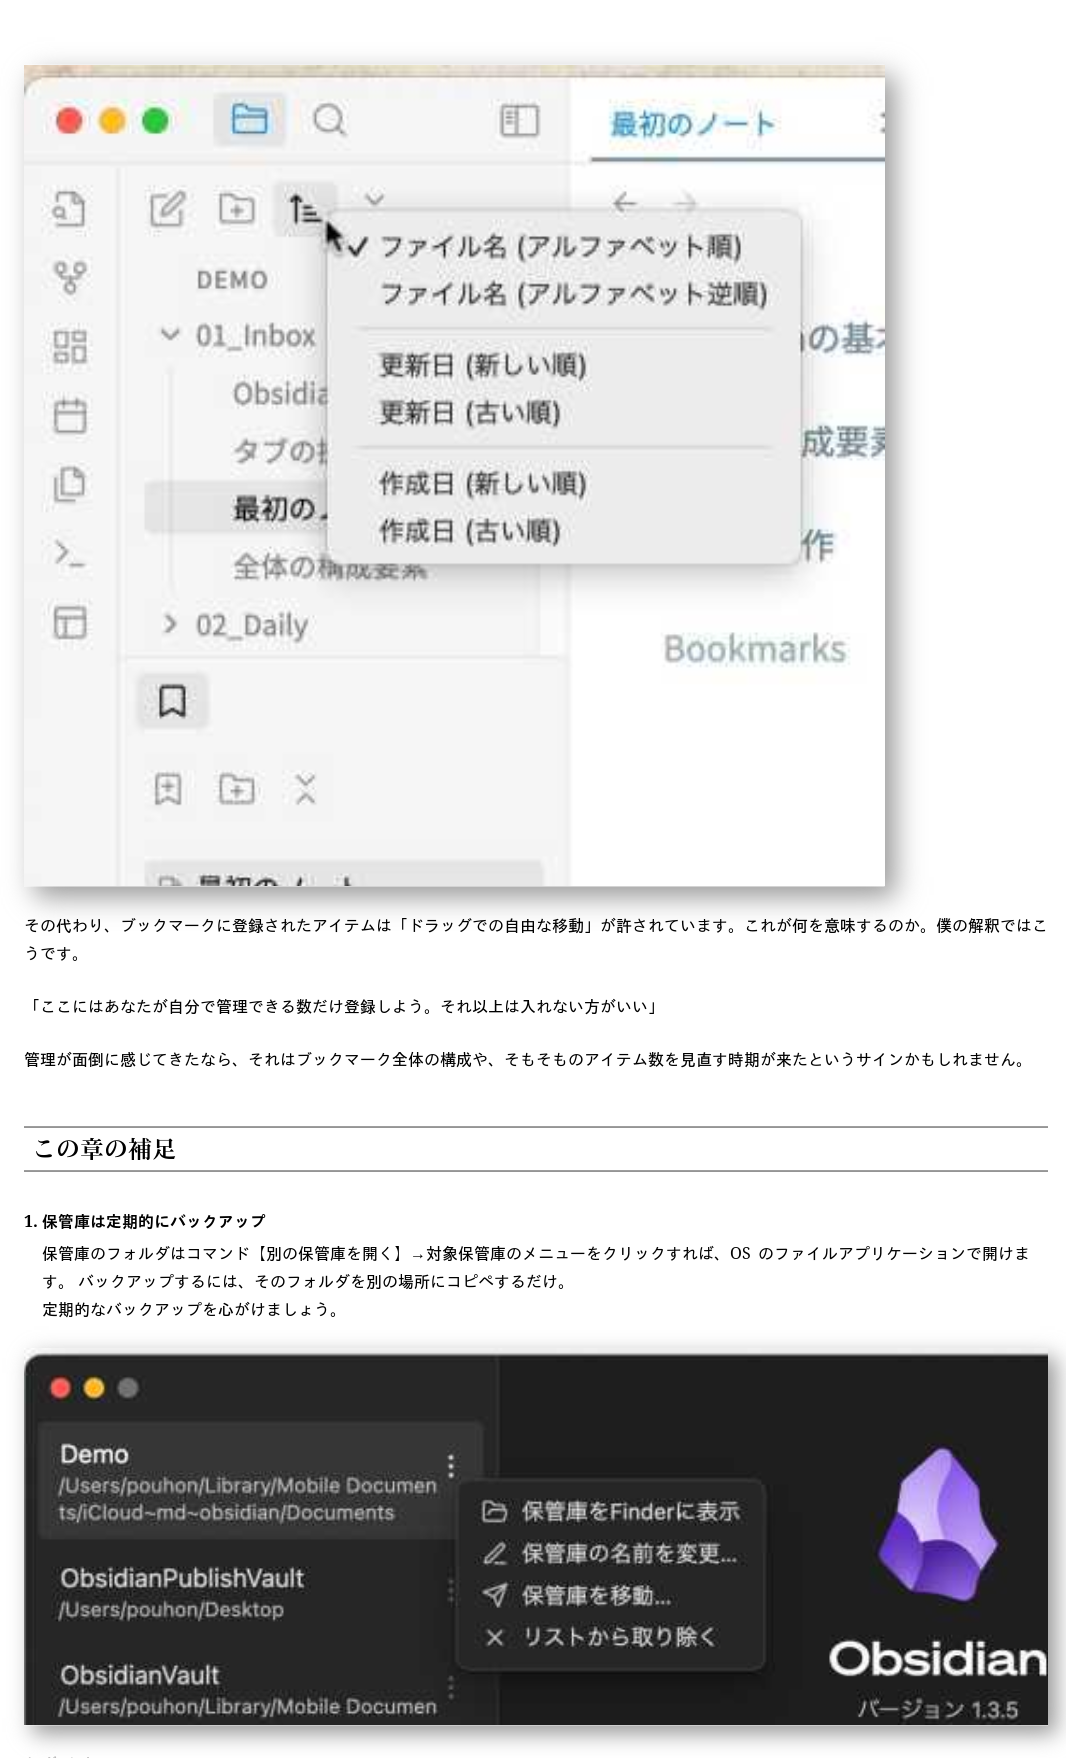 最初のノート
ファイル名 (アルファベット順)
ファイル名 (アルファベット逆順)
更新日 (新しい順)
更新日 (古い順)
作成日 (新しい順)
作成日 (古い順)
DEMO
01_Inbox
Obsidia
タブの
最初の
全体の構成要素
02_Daily
の基
成要素
作
Bookmarks
最初のノート
その代わり、ブックマークに登録されたアイテムは「ドラッグでの自由な移動」が許されています。これが何を意味するのか。僕の解釈ではこ
うです。
「ここにはあなたが自分で管理できる数だけ登録しよう。それ以上は入れない方がいい」
管理が面倒に感じてきたなら、それはブックマーク全体の構成や、そもそものアイテム数を見直す時期が来たというサインかもしれません。
この章の補足
1. 保管庫は定期的にバックアップ
保管庫のフォルダはコマンド【別の保管庫を開く】→対象保管庫のメニューをクリックすれば、OS のファイルアプリケーションで開けま
す。 バックアップするには、そのフォルダを別の場所にコピペするだけ。
定期的なバックアップを心がけましょう。
Demo
/Users/pouhon/Library/Mobile Documen
ts/iCloud~md~obsidian/Documents
ObsidianPublishVault
/Users/pouhon/Desktop
ObsidianVault
/Users/pouhon/Library/Mobile Documen
保管庫をFinderに表示
保管庫の名前を変更...
保管庫を移動...
リストから取り除く
Obsidian
バージョン 1.3.5